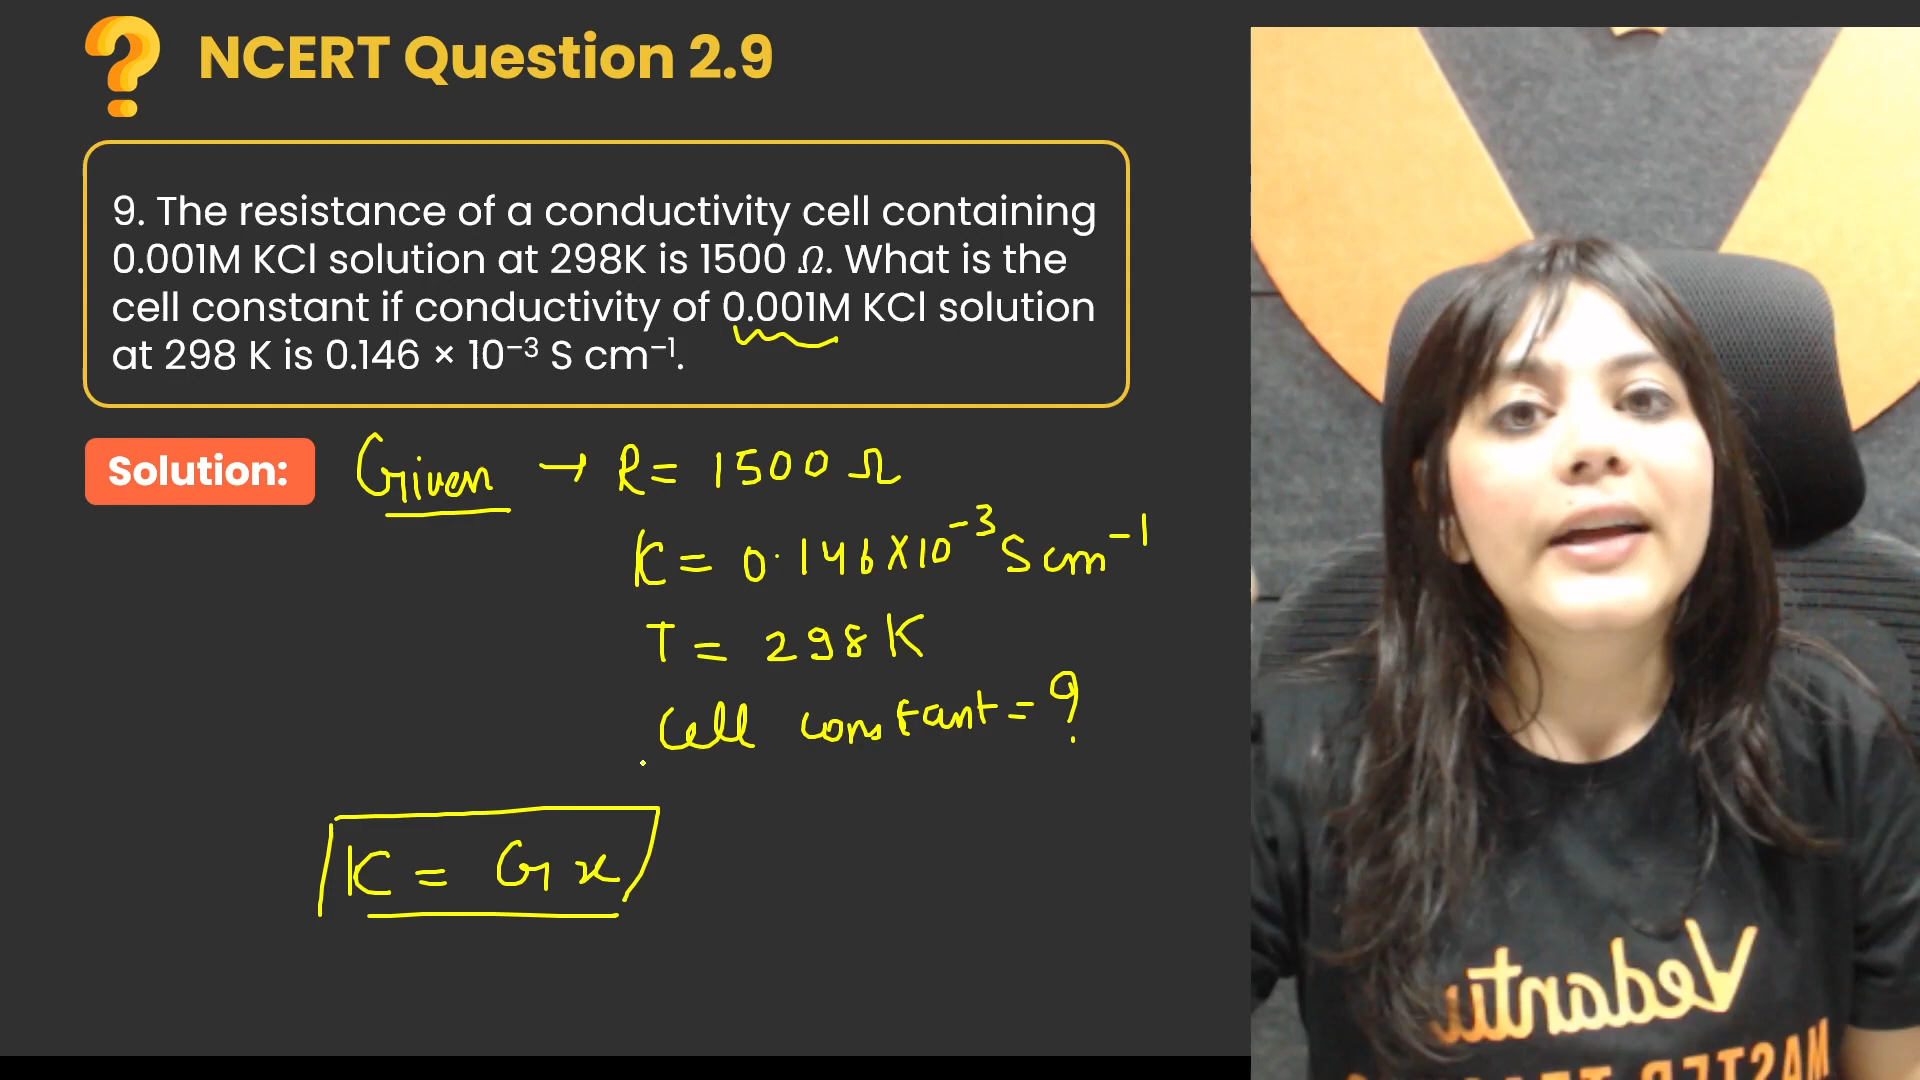 NCERT Question 2.9
9. The resistance of a conductivity cell containing
0.001M KCl solution at 298K is 1500 Ω. What is the
cell constant if conductivity of 0.001M KCl solution
at 298 K is 0.146 × 10⁻³ S cm⁻¹.
Solution: Given → R = 1500 Ω
K = 0.146 X 10⁻³ S cm⁻¹
T = 298 K
Cell constant = ?
K = G x
Vedantu
MASTER